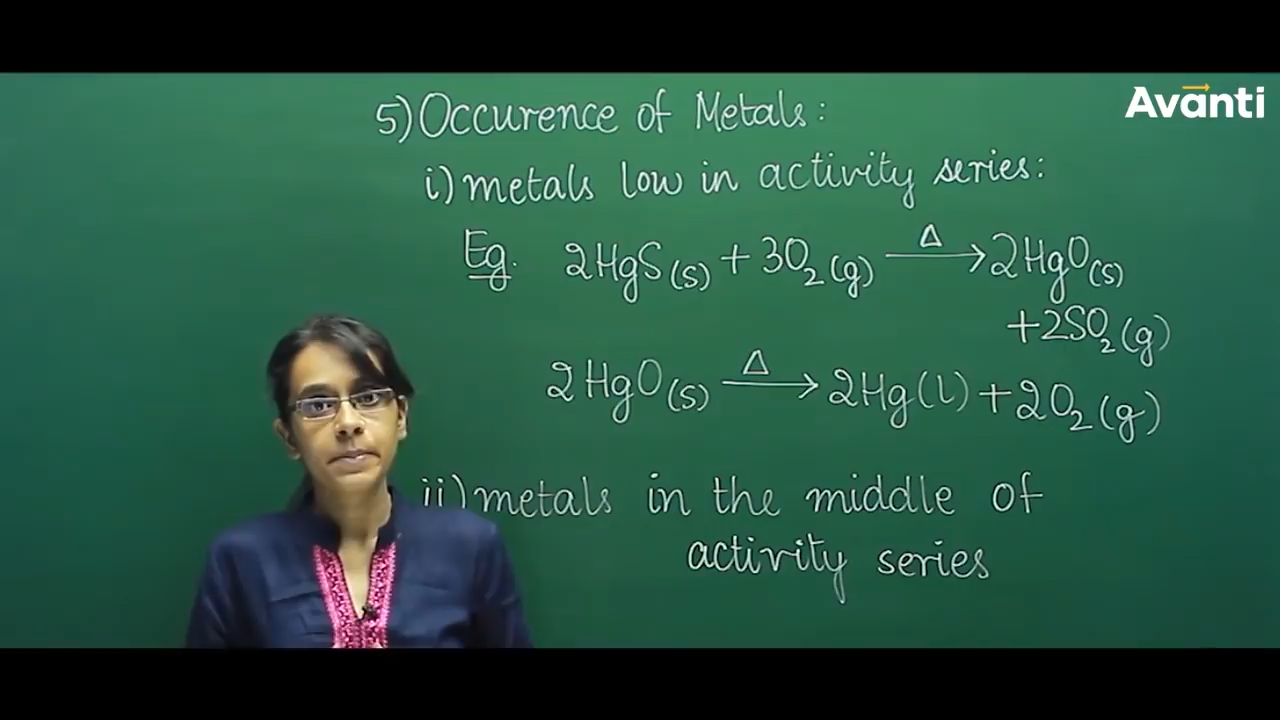 Avanti
5) Occurence of Metals:
i) metals low in activity series:
Eg. 2HgS(s) + 3O₂(g) —Δ→ 2HgO(s)
+2SO₂(g)
2HgO(s) —Δ→ 2Hg(l) + 2O₂(g)
ii) metals in the middle of
activity series